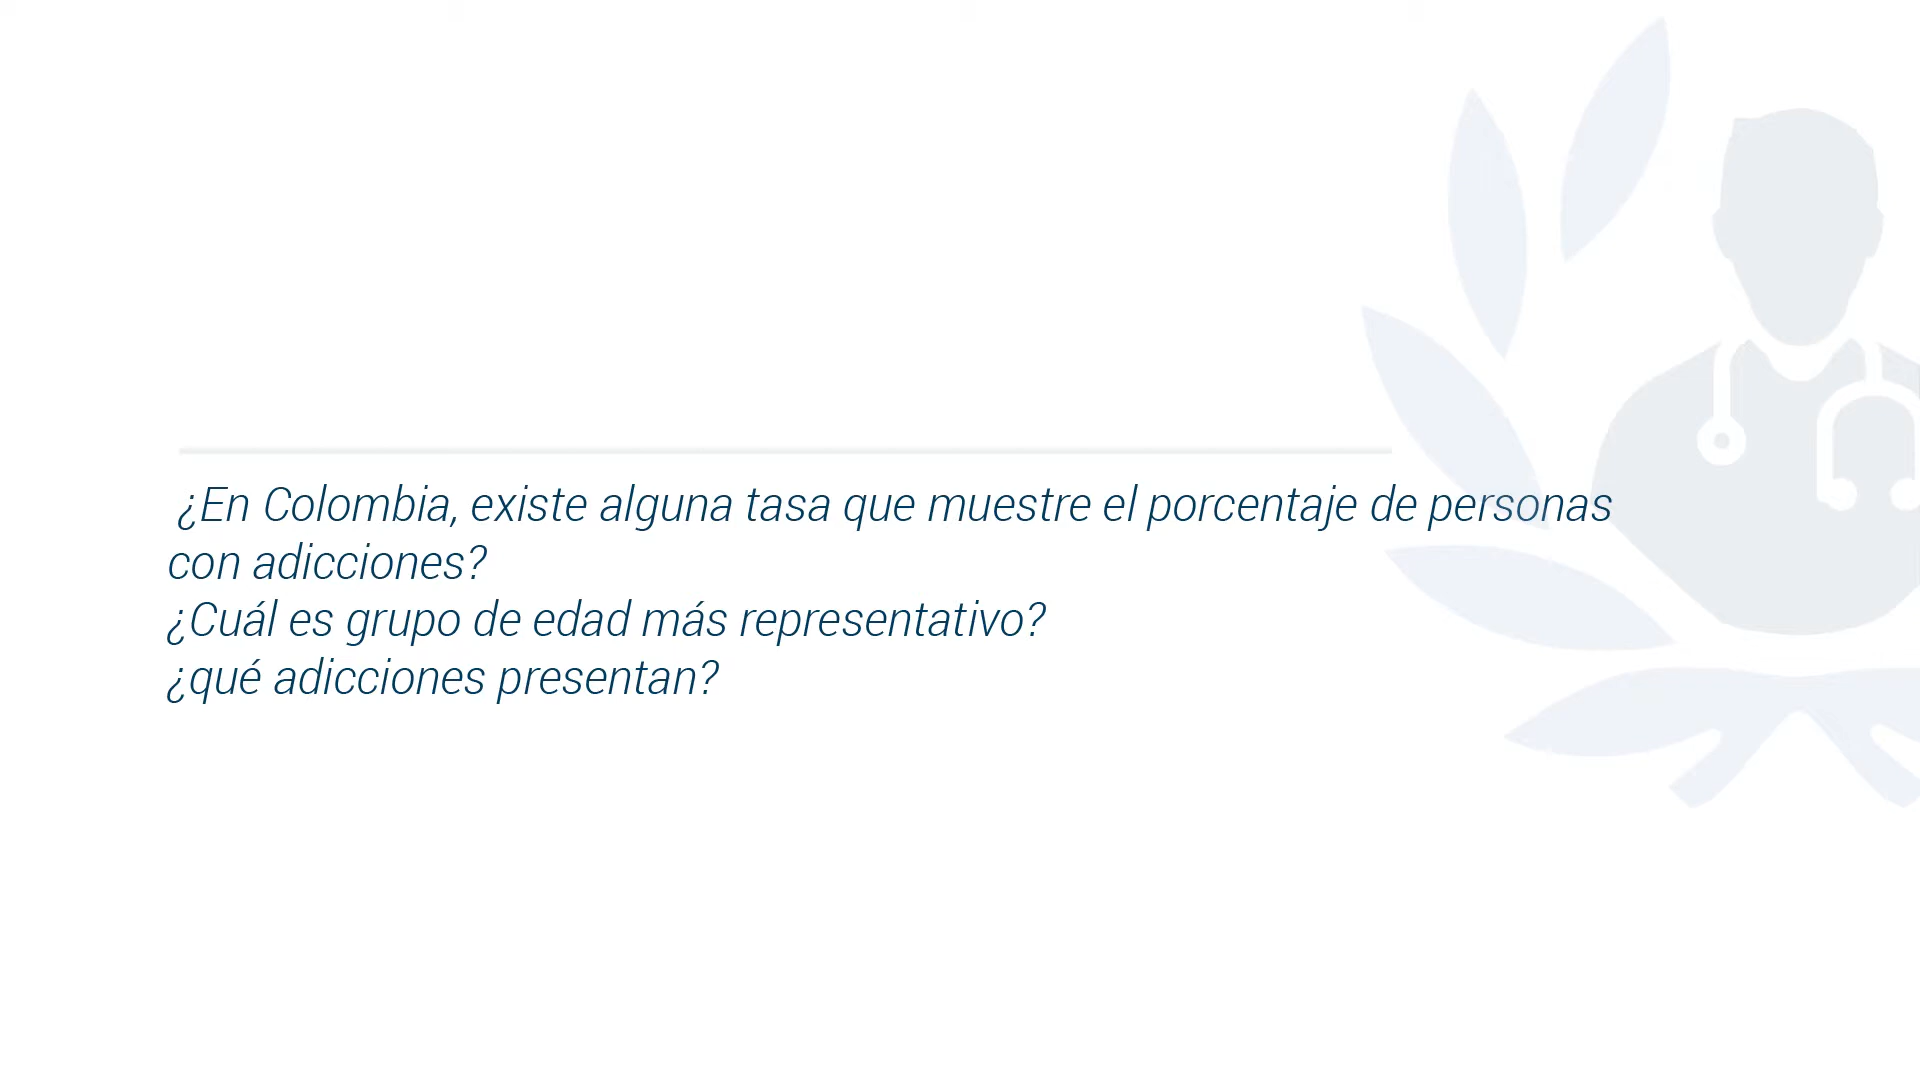 ¿En Colombia, existe alguna tasa que muestre el porcentaje de personas
con adicciones?
¿Cuál es grupo de edad más representativo?
¿qué adicciones presentan?